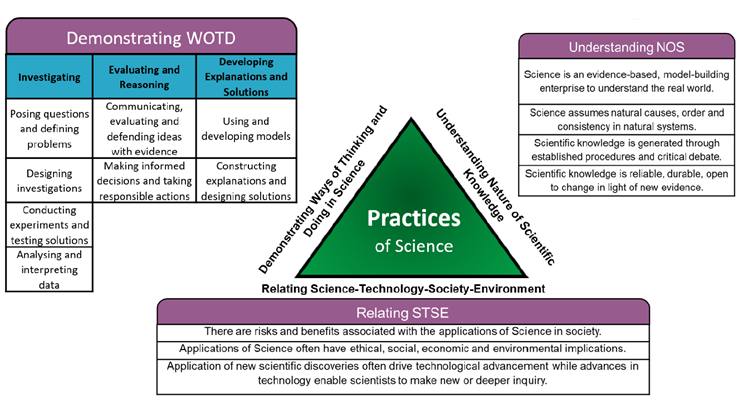 Demonstrating WOTD
Investigating
Evaluating and
Reasoning
Developing
Explanations and
Solutions
Posing questions
and defining
problems
Communicating,
evaluating and
defending ideas
with evidence
Using and
developing models
Designing
investigations
Making informed
decisions and taking
responsible actions
Constructing
explanations and
designing solutions
Conducting
experiments and
testing solutions
Analysing and
interpreting
data
Demonstrating Ways of Thinking and
Doing in Science
Practices
of Science
Understanding Nature of Scientific
Knowledge
Relating Science-Technology-Society-Environment
Understanding NOS
Science is an evidence-based, model-building
enterprise to understand the real world.
Science assumes natural causes, order and
consistency in natural systems.
Scientific knowledge is generated through
established procedures and critical debate.
Scientific knowledge is reliable, durable, open
to change in light of new evidence.
Relating STSE
There are risks and benefits associated with the applications of Science in society.
Applications of Science often have ethical, social, economic and environmental implications.
Application of new scientific discoveries often drive technological advancement while advances in
technology enable scientists to make new or deeper inquiry.